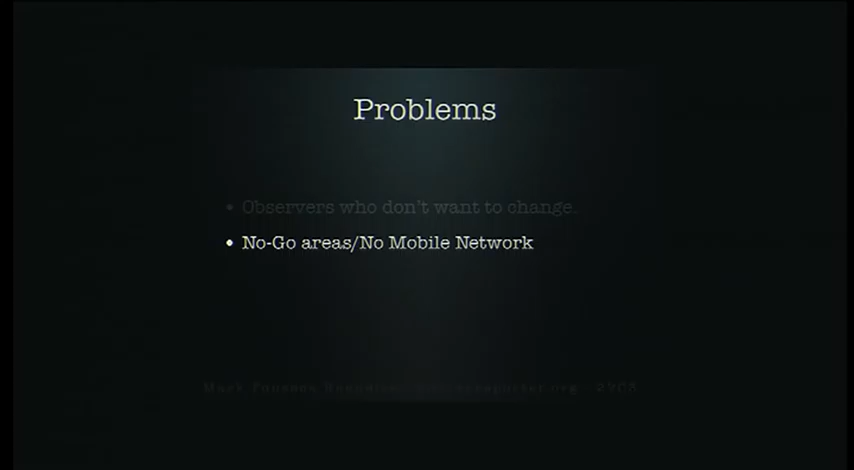 Problems
• Observers who don't want to change.
• No-Go areas/No Mobile Network